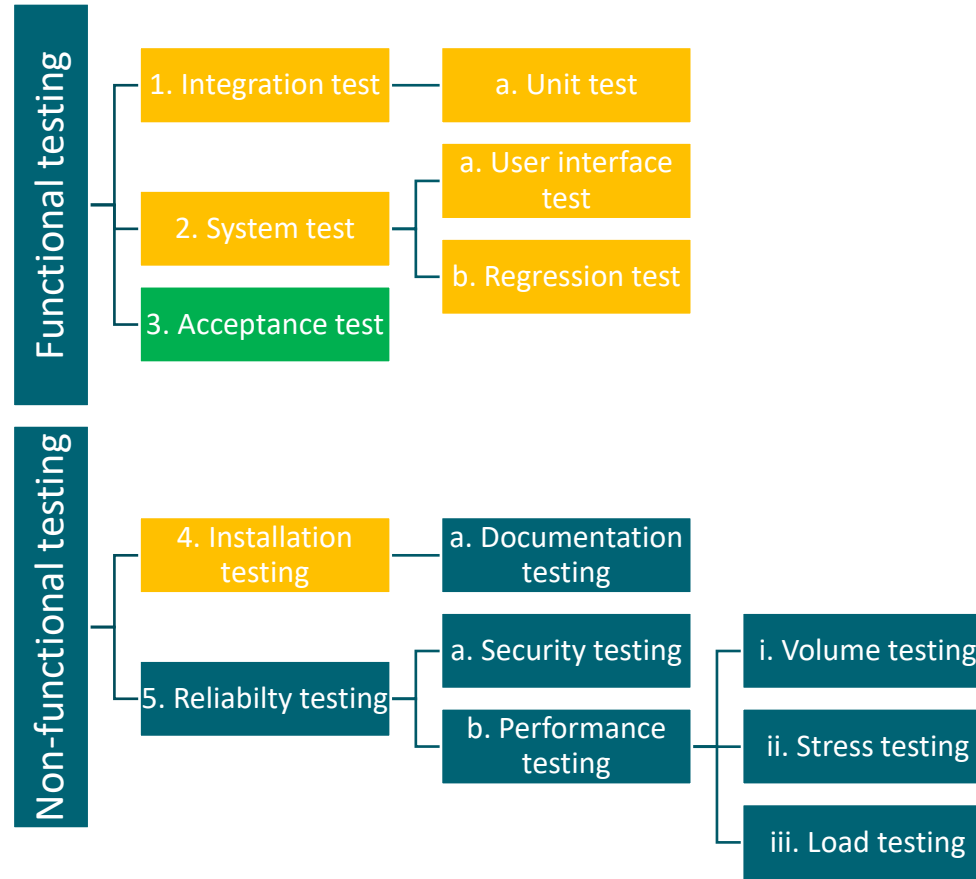 Functional testing
1. Integration test
a. Unit test
2. System test
a. User interface
test
b. Regression test
3. Acceptance test
Non-functional testing
4. Installation
testing
a. Documentation
testing
5. Reliabilty testing
a. Security testing
b. Performance
testing
i. Volume testing
ii. Stress testing
iii. Load testing